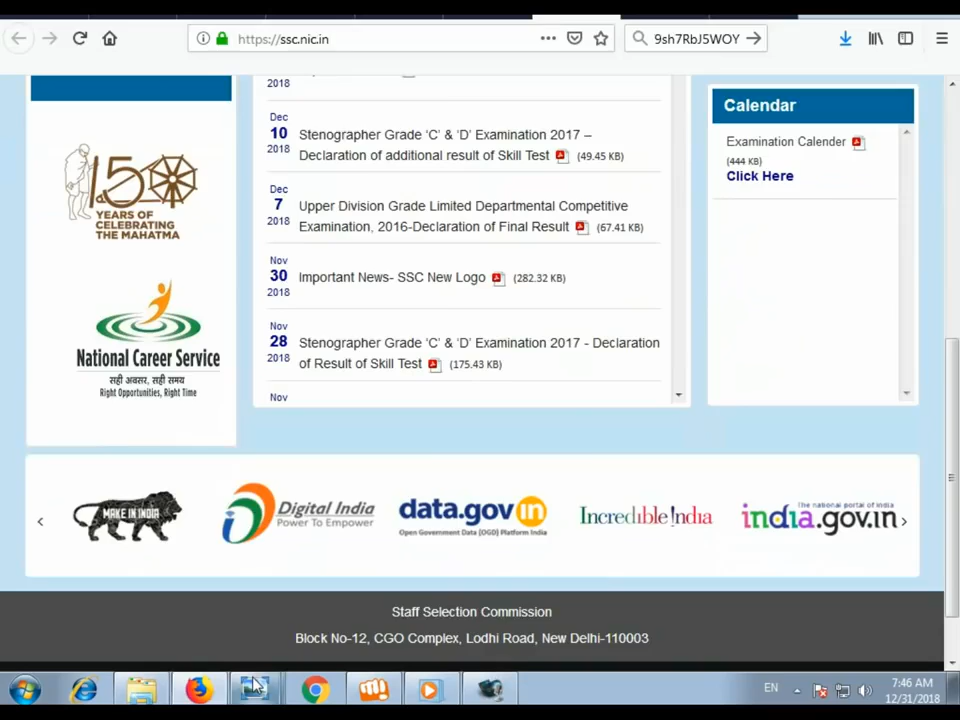 https://ssc.nic.in
9sh7RbJ5WOY
2018
Dec
10
2018
Stenographer Grade ‘C’ & ‘D’ Examination 2017 –
Declaration of additional result of Skill Test (49.45 KB)
Dec
7
2018
Upper Division Grade Limited Departmental Competitive
Examination, 2016-Declaration of Final Result (67.41 KB)
Nov
30
2018
Important News- SSC New Logo (282.32 KB)
Nov
28
2018
Stenographer Grade ‘C’ & ‘D’ Examination 2017 - Declaration
of Result of Skill Test (175.43 KB)
Nov
Calendar
Examination Calender
(444 KB)
Click Here
150
YEARS OF
CELEBRATING
THE MAHATMA
National Career Service
सही अवसर, सही समय
Right Opportunities, Right Time
MAKE IN INDIA
Digital India
Power To Empower
data.gov.in
Open Government Data (OGD) Platform India
Incredible !ndia
The national portal of India
india.gov.in
Staff Selection Commission
Block No-12, CGO Complex, Lodhi Road, New Delhi-110003
EN
7:46 AM
12/31/2018